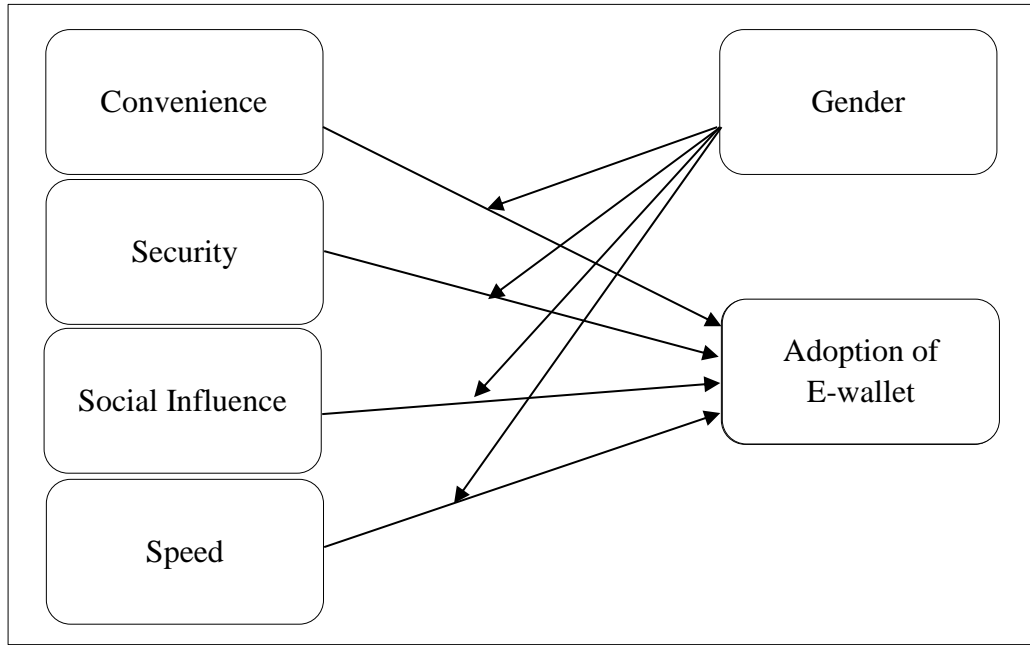 Convenience
Gender
Security
Social Influence
Adoption of
E-wallet
Speed